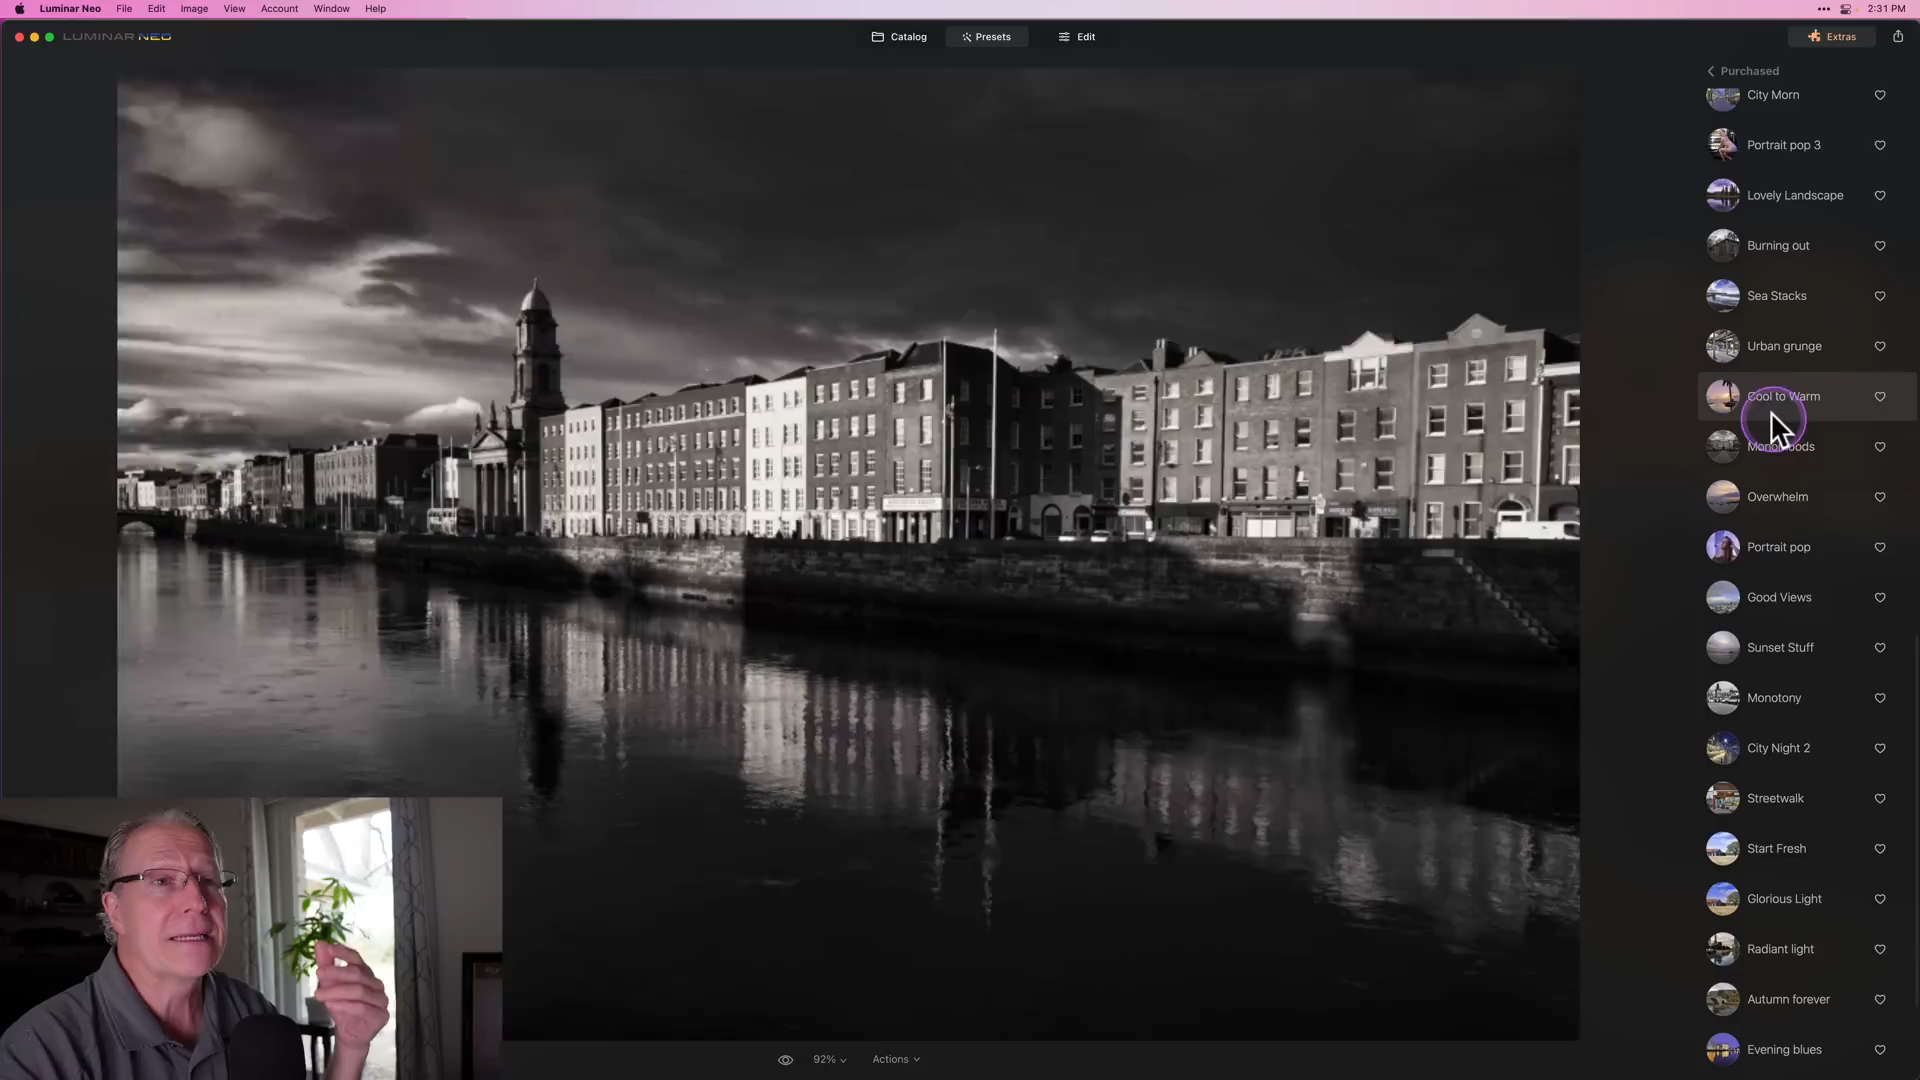 Luminar Neo File Edit Image View Account Window Help 2:31 PM
LUMINAR NEO Catalog Presets Edit Extras
Purchased
City Morn
Portrait pop 3
Lovely Landscape
Burning out
Sea Stacks
Urban grunge
Cool to Warm
Monomoods
Overwhelm
Portrait pop
Good Views
Sunset Stuff
Monotony
City Night 2
Streetwalk
Start Fresh
Glorious Light
Radiant light
Autumn forever
Evening blues
92% Actions